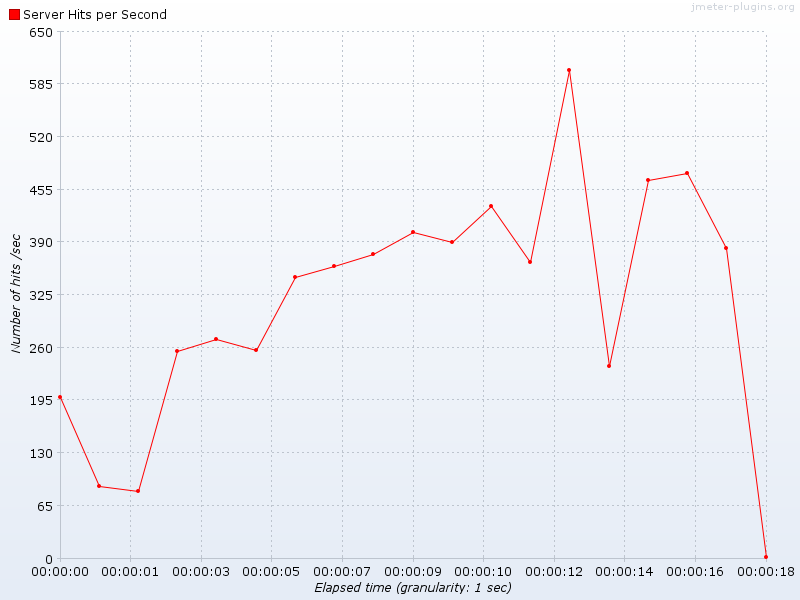 jmeter-plugins.org
Server Hits per Second
650
585
520
455
390
325
260
195
130
65
0
Number of hits /sec
00:00:00 00:00:01 00:00:03 00:00:05 00:00:07 00:00:09 00:00:10 00:00:12 00:00:14 00:00:16 00:00:18
Elapsed time (granularity: 1 sec)